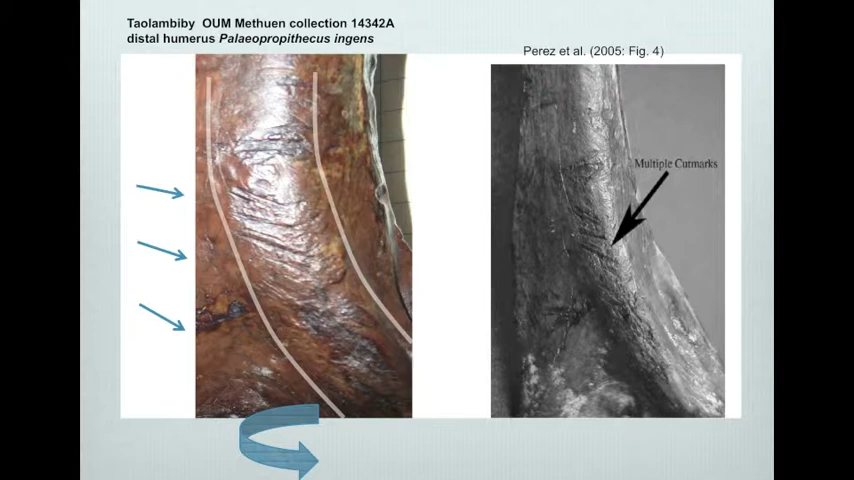 Taolambiby OUM Methuen collection 14342A
distal humerus Palaeopropithecus ingens
Perez et al. (2005: Fig. 4)
Multiple Cutmarks